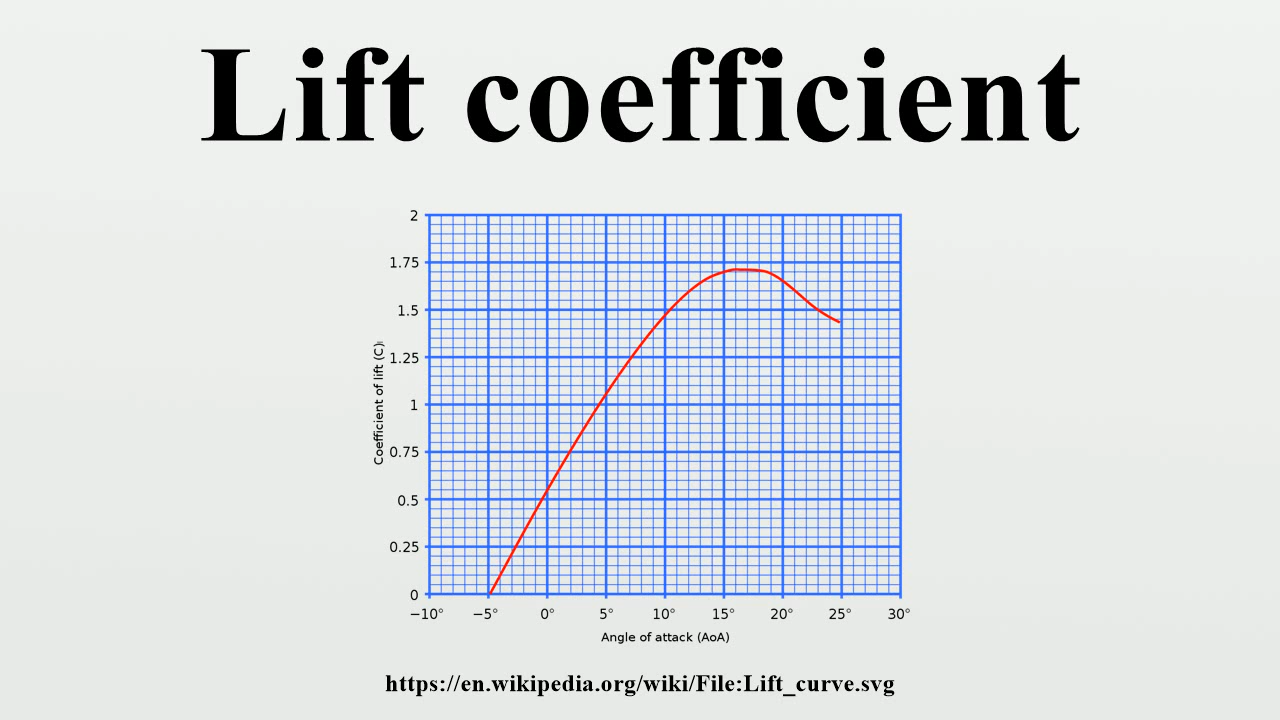 Lift coefficient
2
1.75
1.5
1.25
1
0.75
0.5
0.25
0
Coefficient of lift (C)
−10° −5° 0° 5° 10° 15° 20° 25° 30°
Angle of attack (AoA)
https://en.wikipedia.org/wiki/File:Lift_curve.svg